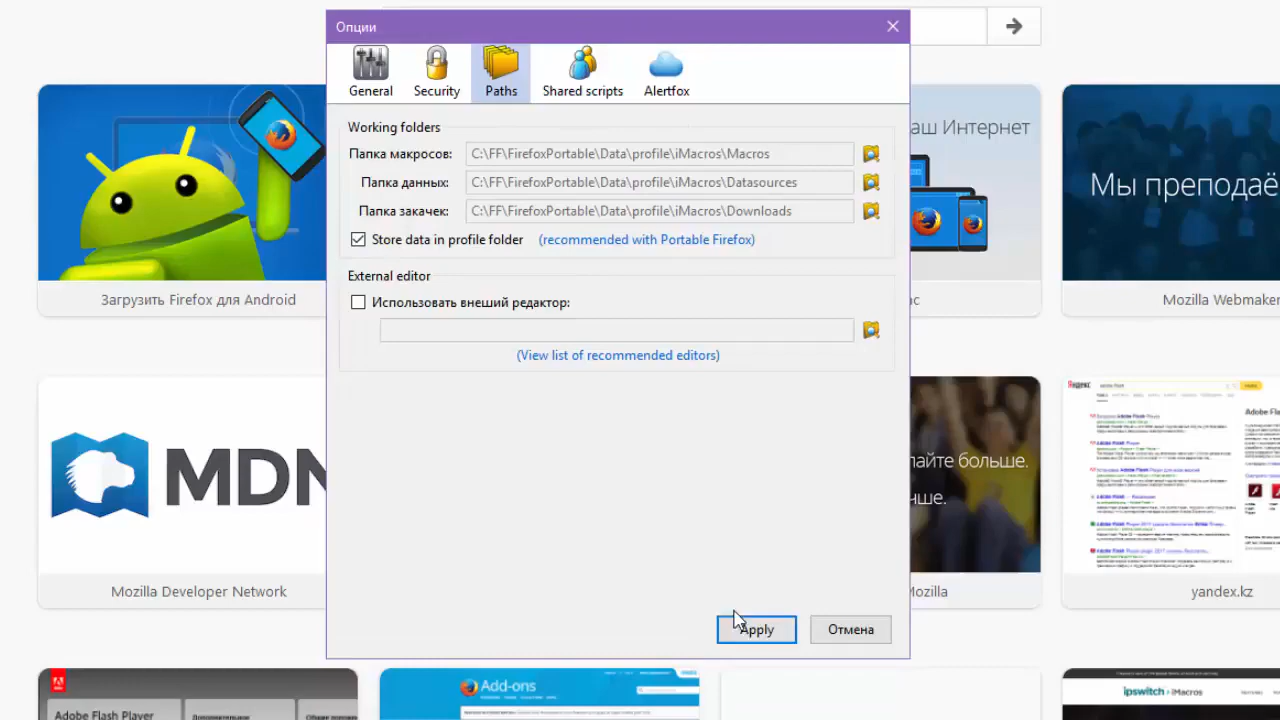 Опции
General
Security
Paths
Shared scripts
Alertfox
Working folders
Папка макросов: C:\FF\FirefoxPortable\Data\profile\iMacros\Macros
Папка данных: C:\FF\FirefoxPortable\Data\profile\iMacros\Datasources
Папка закачек: C:\FF\FirefoxPortable\Data\profile\iMacros\Downloads
Store data in profile folder (recommended with Portable Firefox)
External editor
Использовать внешний редактор:
(View list of recommended editors)
Apply
Отмена
аш Интернет
Мы преподаё
Загрузить Firefox для Android
Mozilla Webmaker
MDN
найте больше.
чше.
Яндекс
Mozilla Developer Network
Mozilla
yandex.kz
Adobe Flash Player
Add-ons
ipswitch iMacros